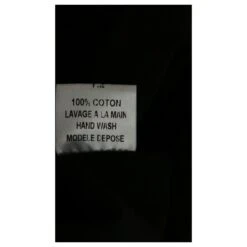 100% COTON
LAVAGE A LA MAIN
HAND WASH
MODELE DEPOSE